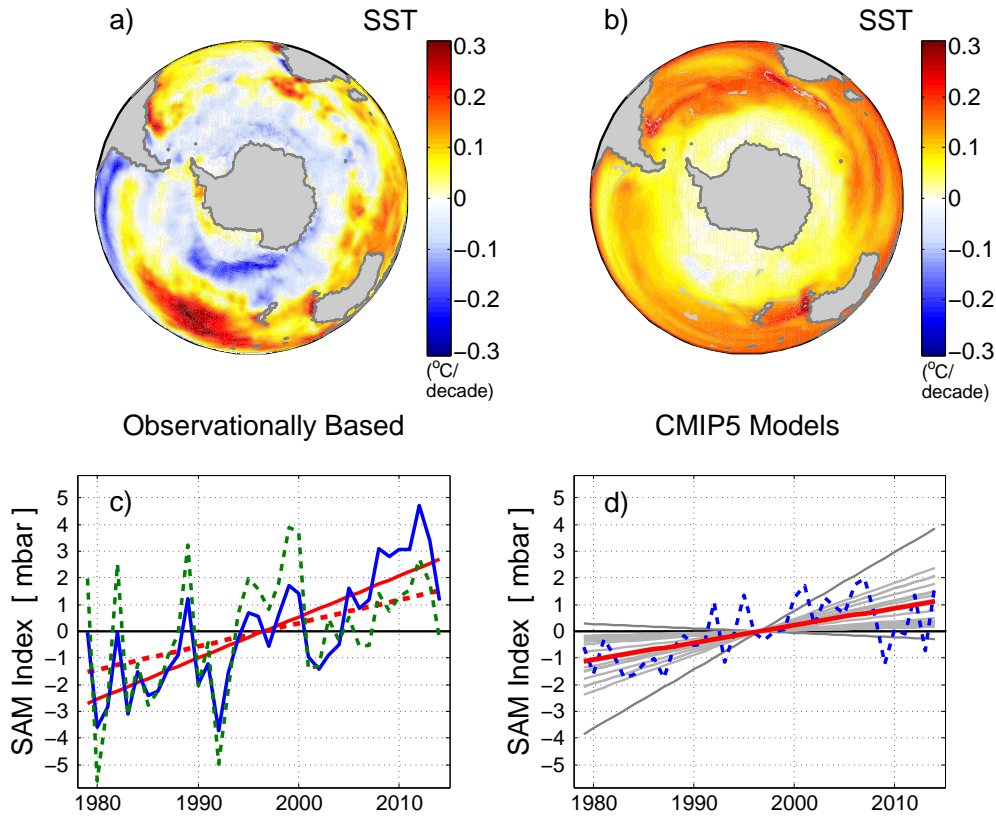 a) SST
b) SST
0.3
0.2
0.1
0
−0.1
−0.2
−0.3
(°C/
decade)
0.3
0.2
0.1
0
−0.1
−0.2
−0.3
(°C/
decade)
Observationally Based
CMIP5 Models
c)
SAM Index [ mbar ]
5
4
3
2
1
0
−1
−2
−3
−4
−5
1980 1990 2000 2010
d)
SAM Index [ mbar ]
5
4
3
2
1
0
−1
−2
−3
−4
−5
1980 1990 2000 2010